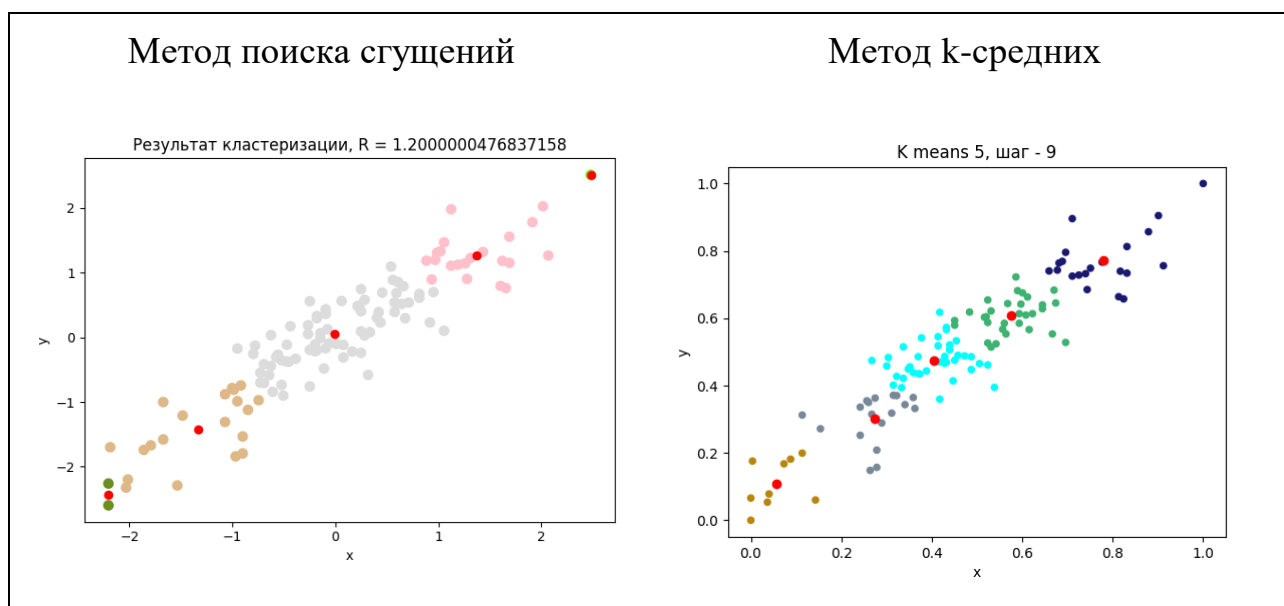 Метод поиска сгущений
Метод k-средних
Результат кластеризации, R = 1.2000000476837158
2
1
0
−1
−2
y
−2
−1
0
1
2
x
K means 5, шаг - 9
1.0
0.8
0.6
0.4
0.2
0.0
y
0.0
0.2
0.4
0.6
0.8
1.0
x